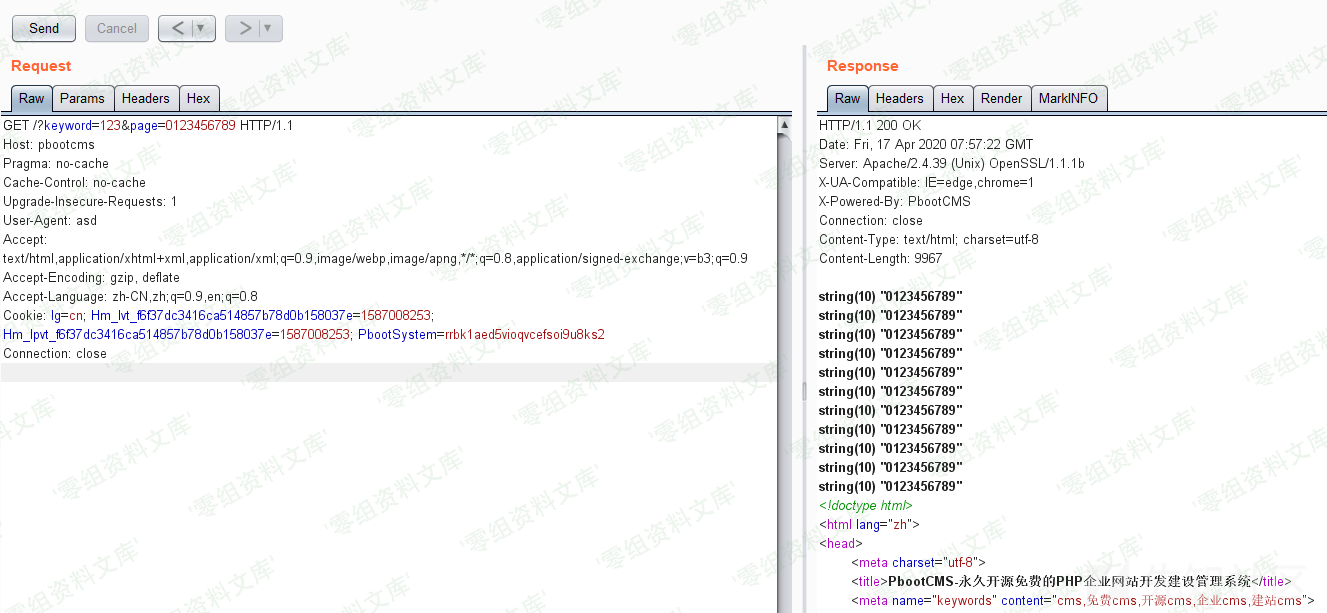 Send
Cancel
<
>
Request
Raw
Params
Headers
Hex
GET /?keyword=123&page=0123456789 HTTP/1.1
Host: pbootcms
Pragma: no-cache
Cache-Control: no-cache
Upgrade-Insecure-Requests: 1
User-Agent: asd
Accept:
text/html,application/xhtml+xml,application/xml;q=0.9,image/webp,image/apng,*/*;q=0.8,application/signed-exchange;v=b3;q=0.9
Accept-Encoding: gzip, deflate
Accept-Language: zh-CN,zh;q=0.9,en;q=0.8
Cookie: lg=cn; Hm_lvt_f6f37dc3416ca514857b78d0b158037e=1587008253;
Hm_lpvt_f6f37dc3416ca514857b78d0b158037e=1587008253; PbootSystem=rrbk1aed5vioqvcefsoi9u8ks2
Connection: close
Response
Raw
Headers
Hex
Render
MarkINFO
HTTP/1.1 200 OK
Date: Fri, 17 Apr 2020 07:57:22 GMT
Server: Apache/2.4.39 (Unix) OpenSSL/1.1.1b
X-UA-Compatible: IE=edge,chrome=1
X-Powered-By: PbootCMS
Connection: close
Content-Type: text/html; charset=utf-8
Content-Length: 9967
string(10) "0123456789"
string(10) "0123456789"
string(10) "0123456789"
string(10) "0123456789"
string(10) "0123456789"
string(10) "0123456789"
string(10) "0123456789"
string(10) "0123456789"
string(10) "0123456789"
string(10) "0123456789"
string(10) "0123456789"
<!doctype html>
<html lang="zh">
<head>
<meta charset="utf-8">
<title>PbootCMS-永久开源免费的PHP企业网站开发建设管理系统</title>
<meta name="keywords" content="cms,免费cms,开源cms,企业cms,建站cms">
零组资料文库